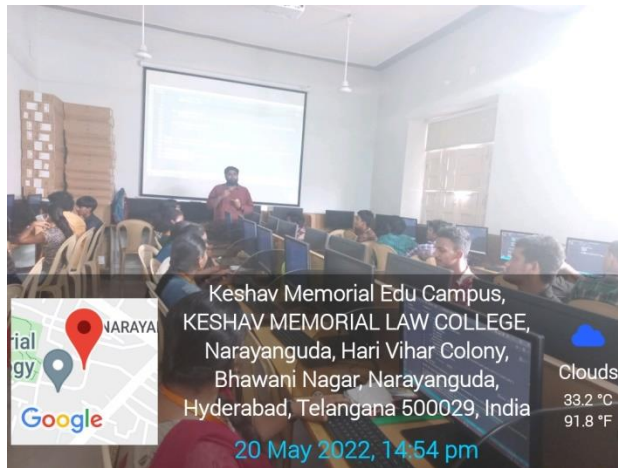 Keshav Memorial Edu Campus,
KESHAV MEMORIAL LAW COLLEGE,
Narayanguda, Hari Vihar Colony,
Bhawani Nagar, Narayanguda,
Hyderabad, Telangana 500029, India
20 May 2022, 14:54 pm
NARAYA
rial
gy
Google
Clouds
33.2 °C
91.8 °F